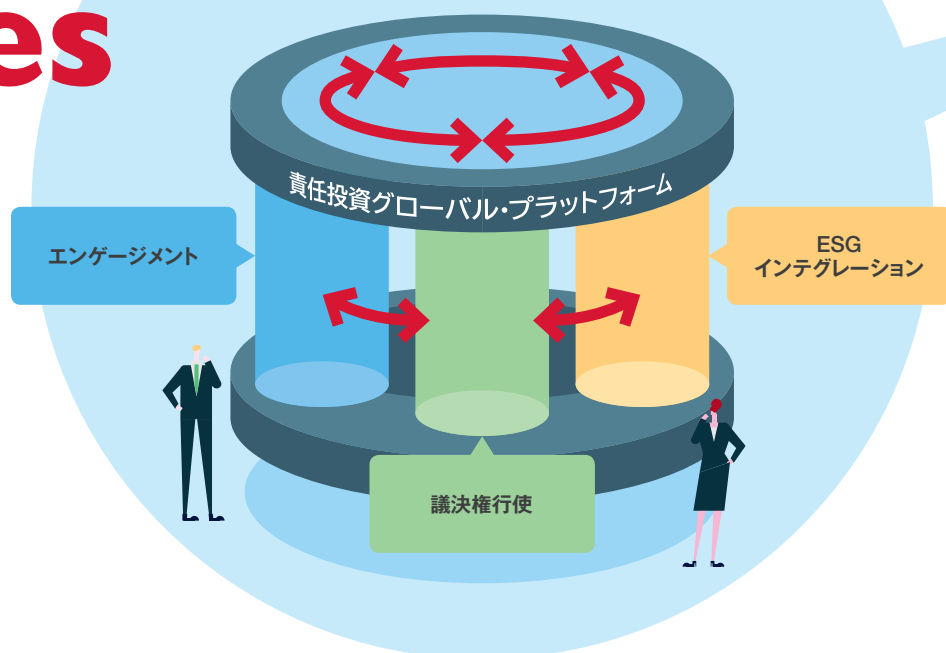 es
責任投資グローバル・プラットフォーム
エンゲージメント
ESG
インテグレーション
議決権行使